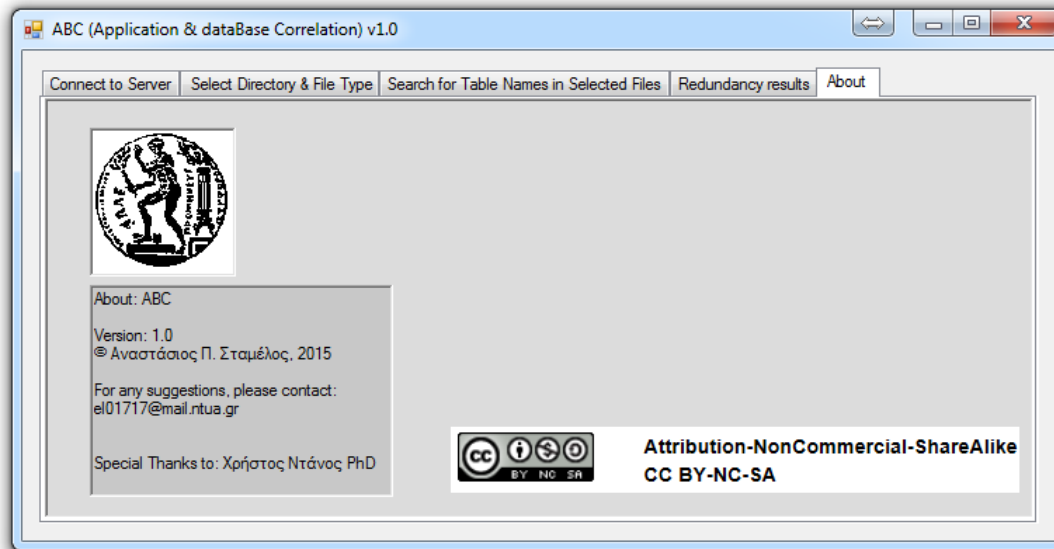 ABC (Application & dataBase Correlation) v1.0
Connect to Server
Select Directory & File Type
Search for Table Names in Selected Files
Redundancy results
About
About: ABC
Version: 1.0
© Αναστάσιος Π. Σταμέλος, 2015
For any suggestions, please contact:
el01717@mail.ntua.gr
Special Thanks to: Χρήστος Ντάνος PhD
cc
BY NC SA
Attribution-NonCommercial-ShareAlike
CC BY-NC-SA